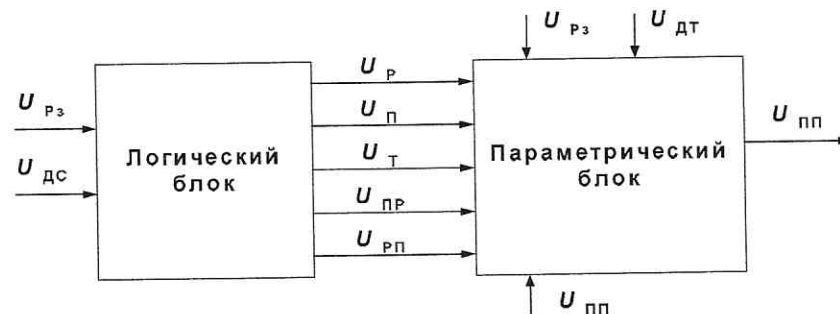 U Рз
U ДТ
U Р
U Рз
U П
U ПП
Логический
блок
U Т
Параметрический
блок
U ДС
U ПР
U РП
U ПП